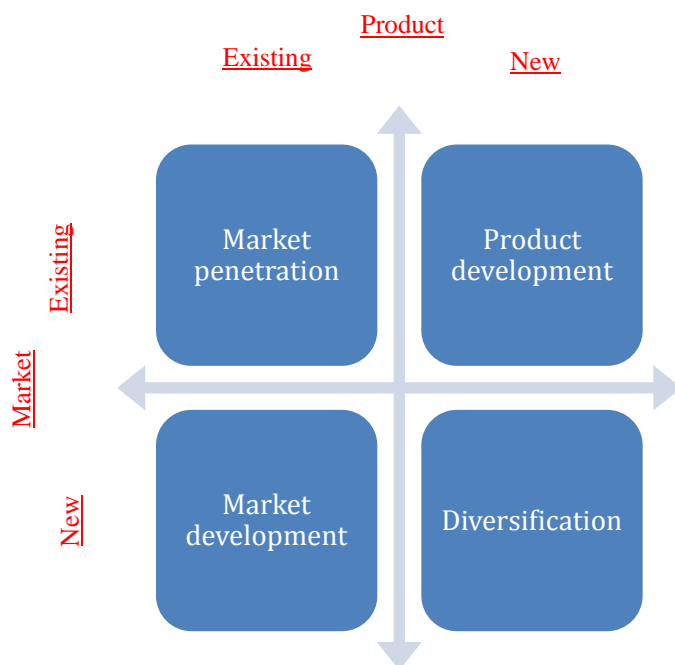 Product
Existing
New
Existing
Market
penetration
Product
development
Market
New
Market
development
Diversification